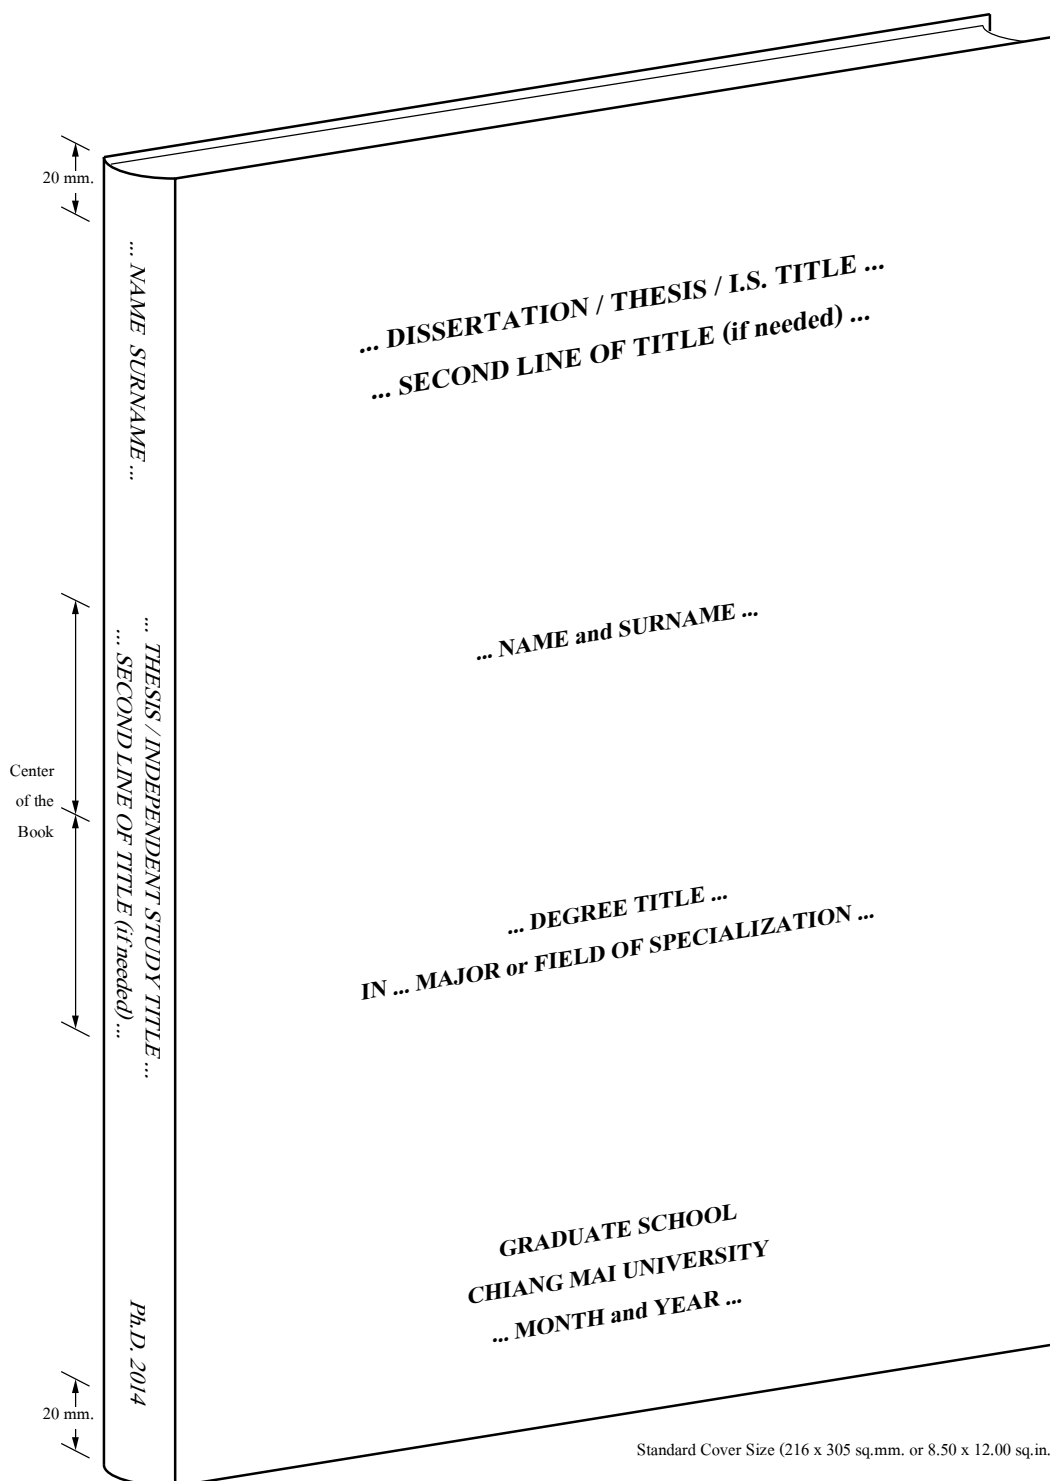 20 mm.
... NAME SURNAME ...
... DISSERTATION / THESIS / I.S. TITLE ...
... SECOND LINE OF TITLE (if needed) ...
... NAME and SURNAME ...
... THESIS / INDEPENDENT STUDY TITLE ...
... SECOND LINE OF TITLE (if needed) ...
Center
of the
Book
... DEGREE TITLE ...
IN ... MAJOR or FIELD OF SPECIALIZATION ...
GRADUATE SCHOOL
CHIANG MAI UNIVERSITY
... MONTH and YEAR ...
Ph.D. 2014
20 mm.
Standard Cover Size (216 x 305 sq.mm. or 8.50 x 12.00 sq.in.